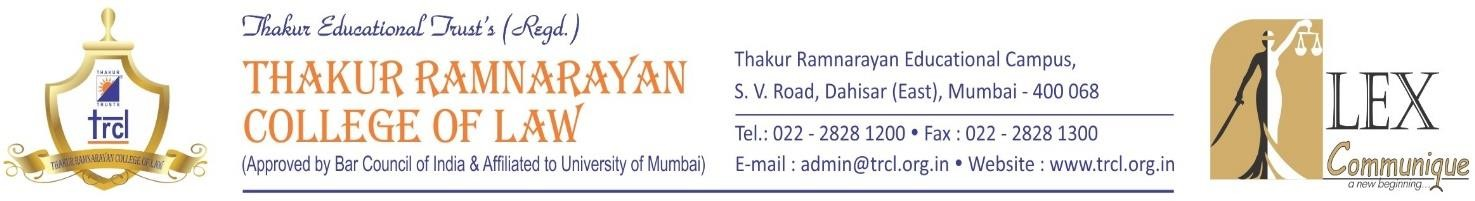 THAKUR
TRUSTS
trcl
THAKUR RAMNARAYAN COLLEGE OF LAW
Thakur Educational Trust's (Regd.)
THAKUR RAMNARAYAN
COLLEGE OF LAW
(Approved by Bar Council of India & Affiliated to University of Mumbai)
Thakur Ramnarayan Educational Campus,
S. V. Road, Dahisar (East), Mumbai - 400 068
Tel.: 022 - 2828 1200 • Fax : 022 - 2828 1300
E-mail : admin@trcl.org.in • Website : www.trcl.org.in
LEX
Communique
a new beginning...